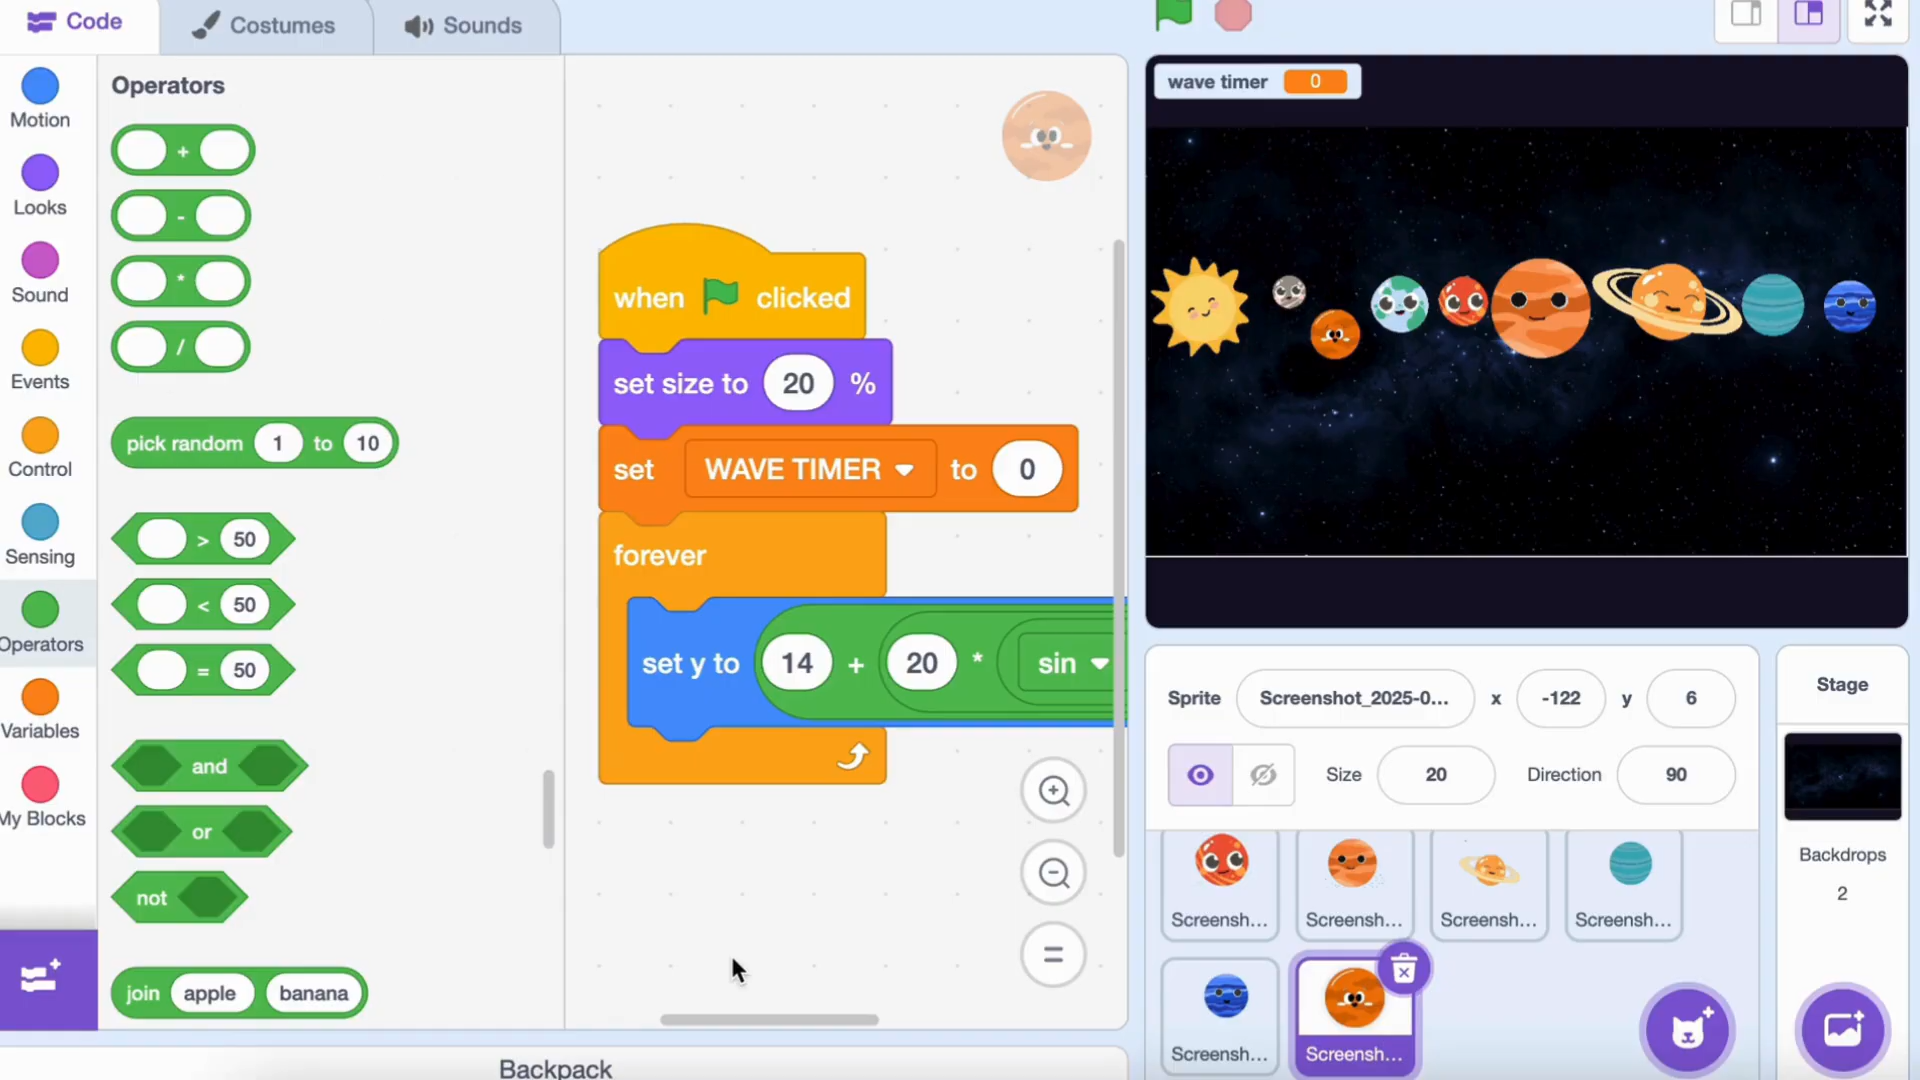 Code
Costumes
Sounds
Motion
Looks
Sound
Events
Control
Sensing
Operators
Variables
My Blocks
Operators
+
-
*
/
pick random 1 to 10
> 50
< 50
= 50
and
or
not
join apple banana
when clicked
set size to 20 %
set WAVE TIMER to 0
forever
set y to 14 + 20 * sin
Backpack
wave timer 0
Sprite Screenshot_2025-0... x -122 y 6
Size 20 Direction 90
Screensh... Screensh... Screensh... Screensh...
Screensh... Screensh...
Stage
Backdrops
2